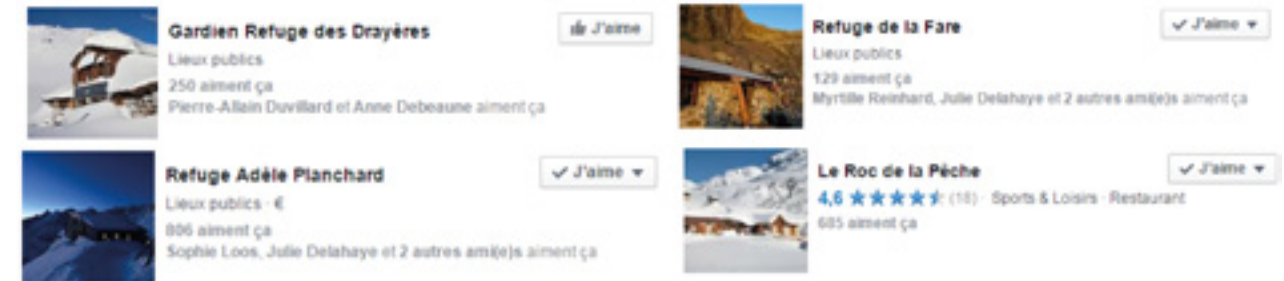 Gardien Refuge des Drayères
J'aime
Lieux publics
250 aiment ça
Pierre-Allain Duvillard et Anne Debeaune aiment ça
Refuge de la Fare
J'aime
Lieux publics
129 aiment ça
Myrtille Reinhard, Julie Delahaye et 2 autres ami(e)s aiment ça
Refuge Adèle Planchard
J'aime
Lieux publics · €
806 aiment ça
Sophie Loos, Julie Delahaye et 2 autres ami(e)s aiment ça
Le Roc de la Pêche
J'aime
4,6 ★★★★★ (18) · Sports & Loisirs · Restaurant
685 aiment ça